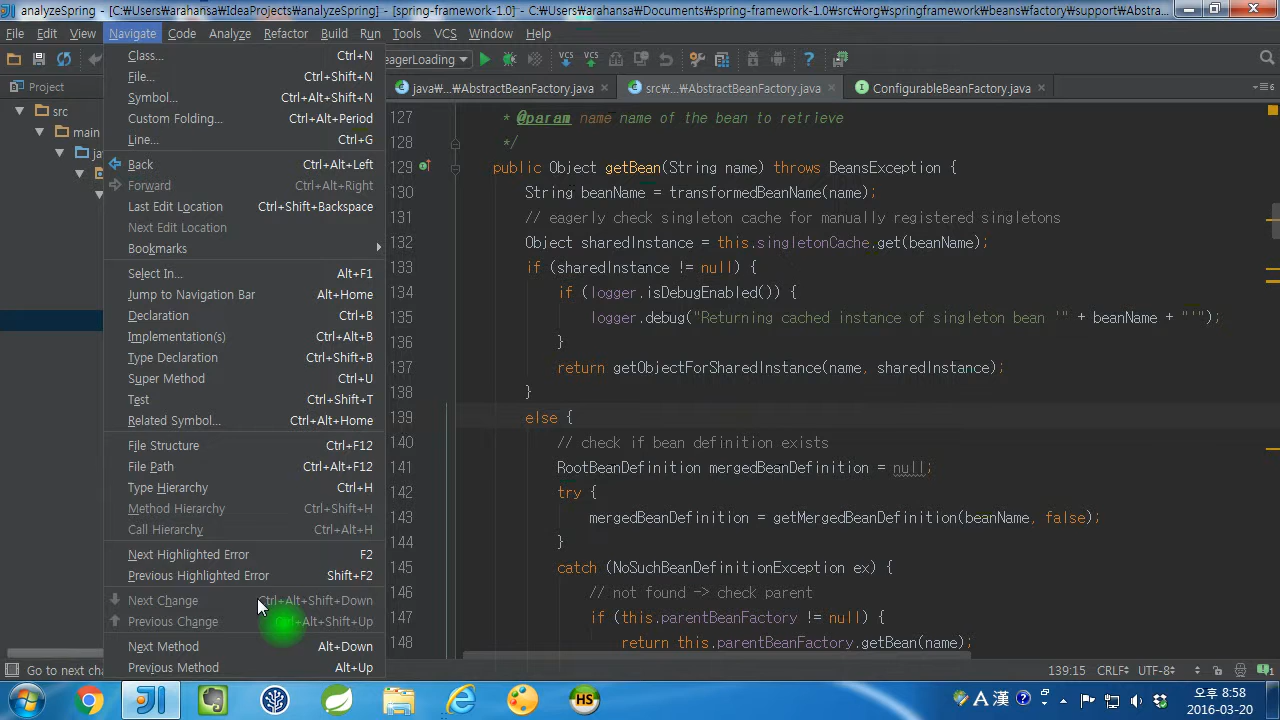 analyzeSpring - [C:₩Users₩arahansa₩IdeaProjects₩analyzeSpring] - [spring-framework-1.0] - C:₩Users₩arahansa₩Documents₩spring-framework-1.0₩src₩org₩springframework₩beans₩factory₩support₩Abstra...
File Edit View Navigate Code Analyze Refactor Build Run Tools VCS Window Help
eagerLoading VCS VCS
Project
java₩...₩AbstractBeanFactory.java
src₩...₩AbstractBeanFactory.java
ConfigurableBeanFactory.java
src
main
Class... Ctrl+N
File... Ctrl+Shift+N
Symbol... Ctrl+Alt+Shift+N
Custom Folding... Ctrl+Alt+Period
Line... Ctrl+G
Back Ctrl+Alt+Left
Forward Ctrl+Alt+Right
Last Edit Location Ctrl+Shift+Backspace
Next Edit Location
Bookmarks
Select In... Alt+F1
Jump to Navigation Bar Alt+Home
Declaration Ctrl+B
Implementation(s) Ctrl+Alt+B
Type Declaration Ctrl+Shift+B
Super Method Ctrl+U
Test Ctrl+Shift+T
Related Symbol... Ctrl+Alt+Home
File Structure Ctrl+F12
File Path Ctrl+Alt+F12
Type Hierarchy Ctrl+H
Method Hierarchy Ctrl+Shift+H
Call Hierarchy Ctrl+Alt+H
Next Highlighted Error F2
Previous Highlighted Error Shift+F2
Next Change Ctrl+Alt+Shift+Down
Previous Change Ctrl+Alt+Shift+Up
Next Method Alt+Down
Previous Method Alt+Up
127 * @param name name of the bean to retrieve
128 */
129 public Object getBean(String name) throws BeansException {
130 String beanName = transformedBeanName(name);
131 // eagerly check singleton cache for manually registered singletons
132 Object sharedInstance = this.singletonCache.get(beanName);
133 if (sharedInstance != null) {
134 if (logger.isDebugEnabled()) {
135 logger.debug("Returning cached instance of singleton bean '" + beanName + "'");
136 }
137 return getObjectForSharedInstance(name, sharedInstance);
138 }
139 else {
140 // check if bean definition exists
141 RootBeanDefinition mergedBeanDefinition = null;
142 try {
143 mergedBeanDefinition = getMergedBeanDefinition(beanName, false);
144 }
145 catch (NoSuchBeanDefinitionException ex) {
146 // not found -> check parent
147 if (this.parentBeanFactory != null) {
148 return this.parentBeanFactory.getBean(name);
Go to next cha
139:15 CRLF÷ UTF-8÷
HS
A 漢
오후 8:58
2016-03-20